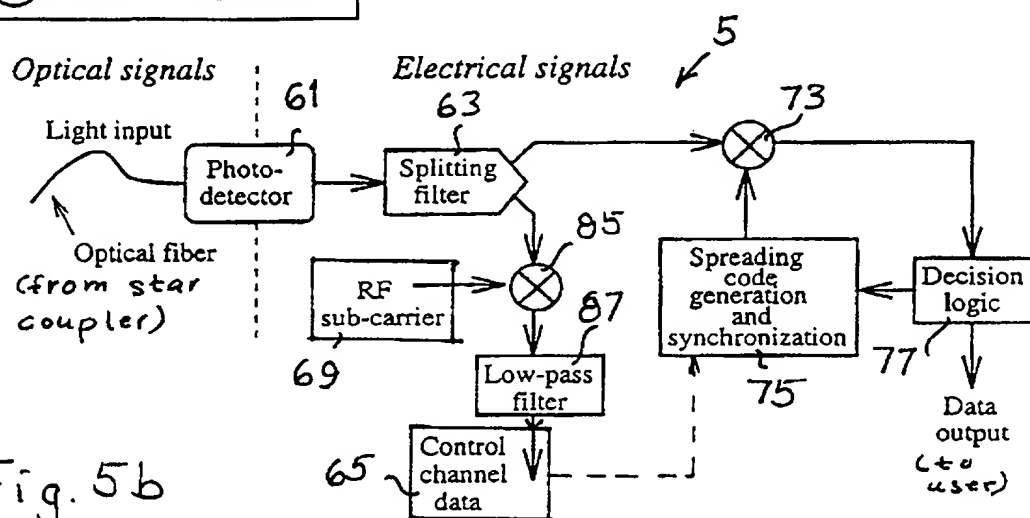 5
Optical signals
Electrical signals
61
63
73
Light input
Photo-
detector
Splitting
filter
85
Optical fiber
(from star
coupler)
RF
sub-carrier
Spreading
code
generation
and
synchronization
Decision
logic
87
69
75
77
Low-pass
filter
Data
output
(to
user)
65
Control
channel
data
Fig. 5b